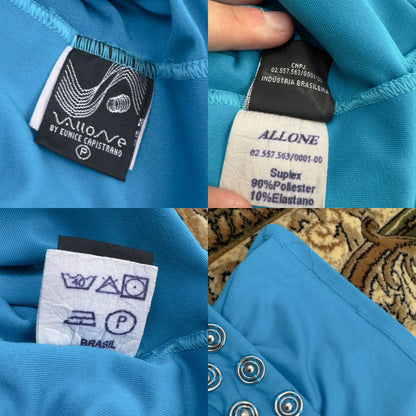 Vallone
BY EUNICE CAPISTRANO
P
CNPJ
02.557.563/0001-00
INDÚSTRIA BRASILEIRA
ALLONE
02.557.563/0001-00
Suplex
90%Poliester
10%Elastano
40
P
BRASIL